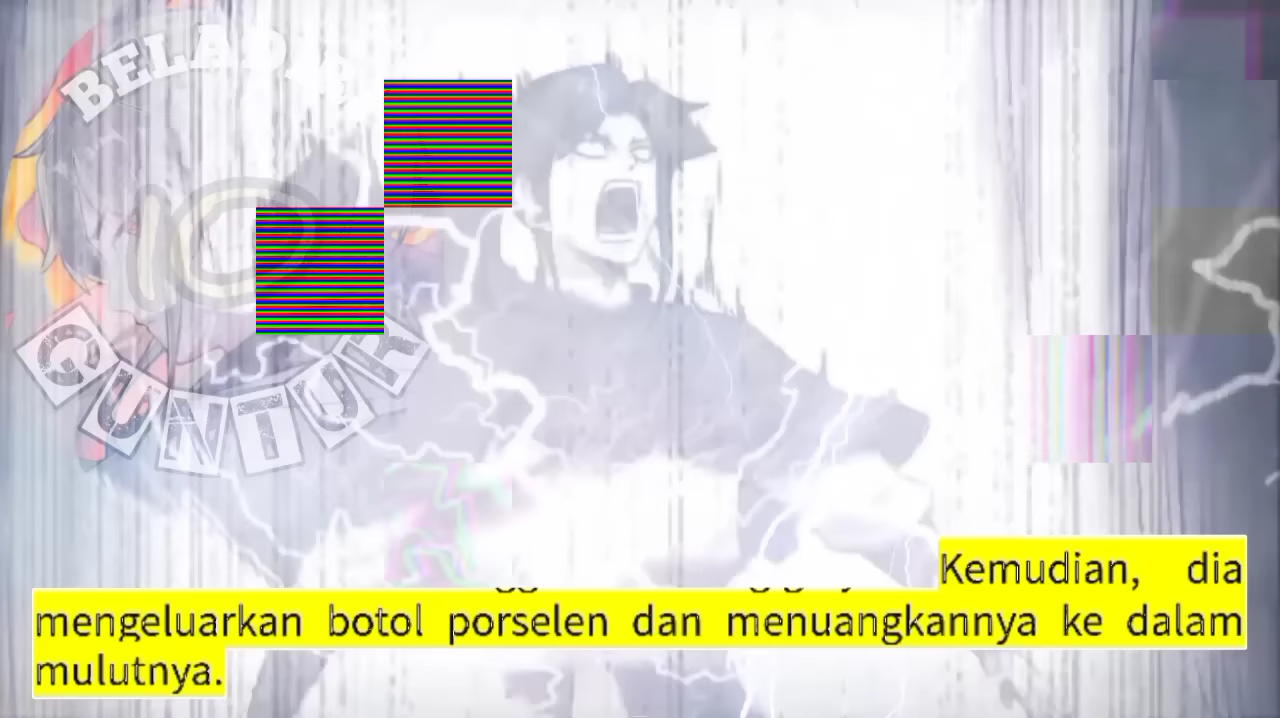 GUNTUR
Kemudian, dia
mengeluarkan botol porselen dan menuangkannya ke dalam
mulutnya.